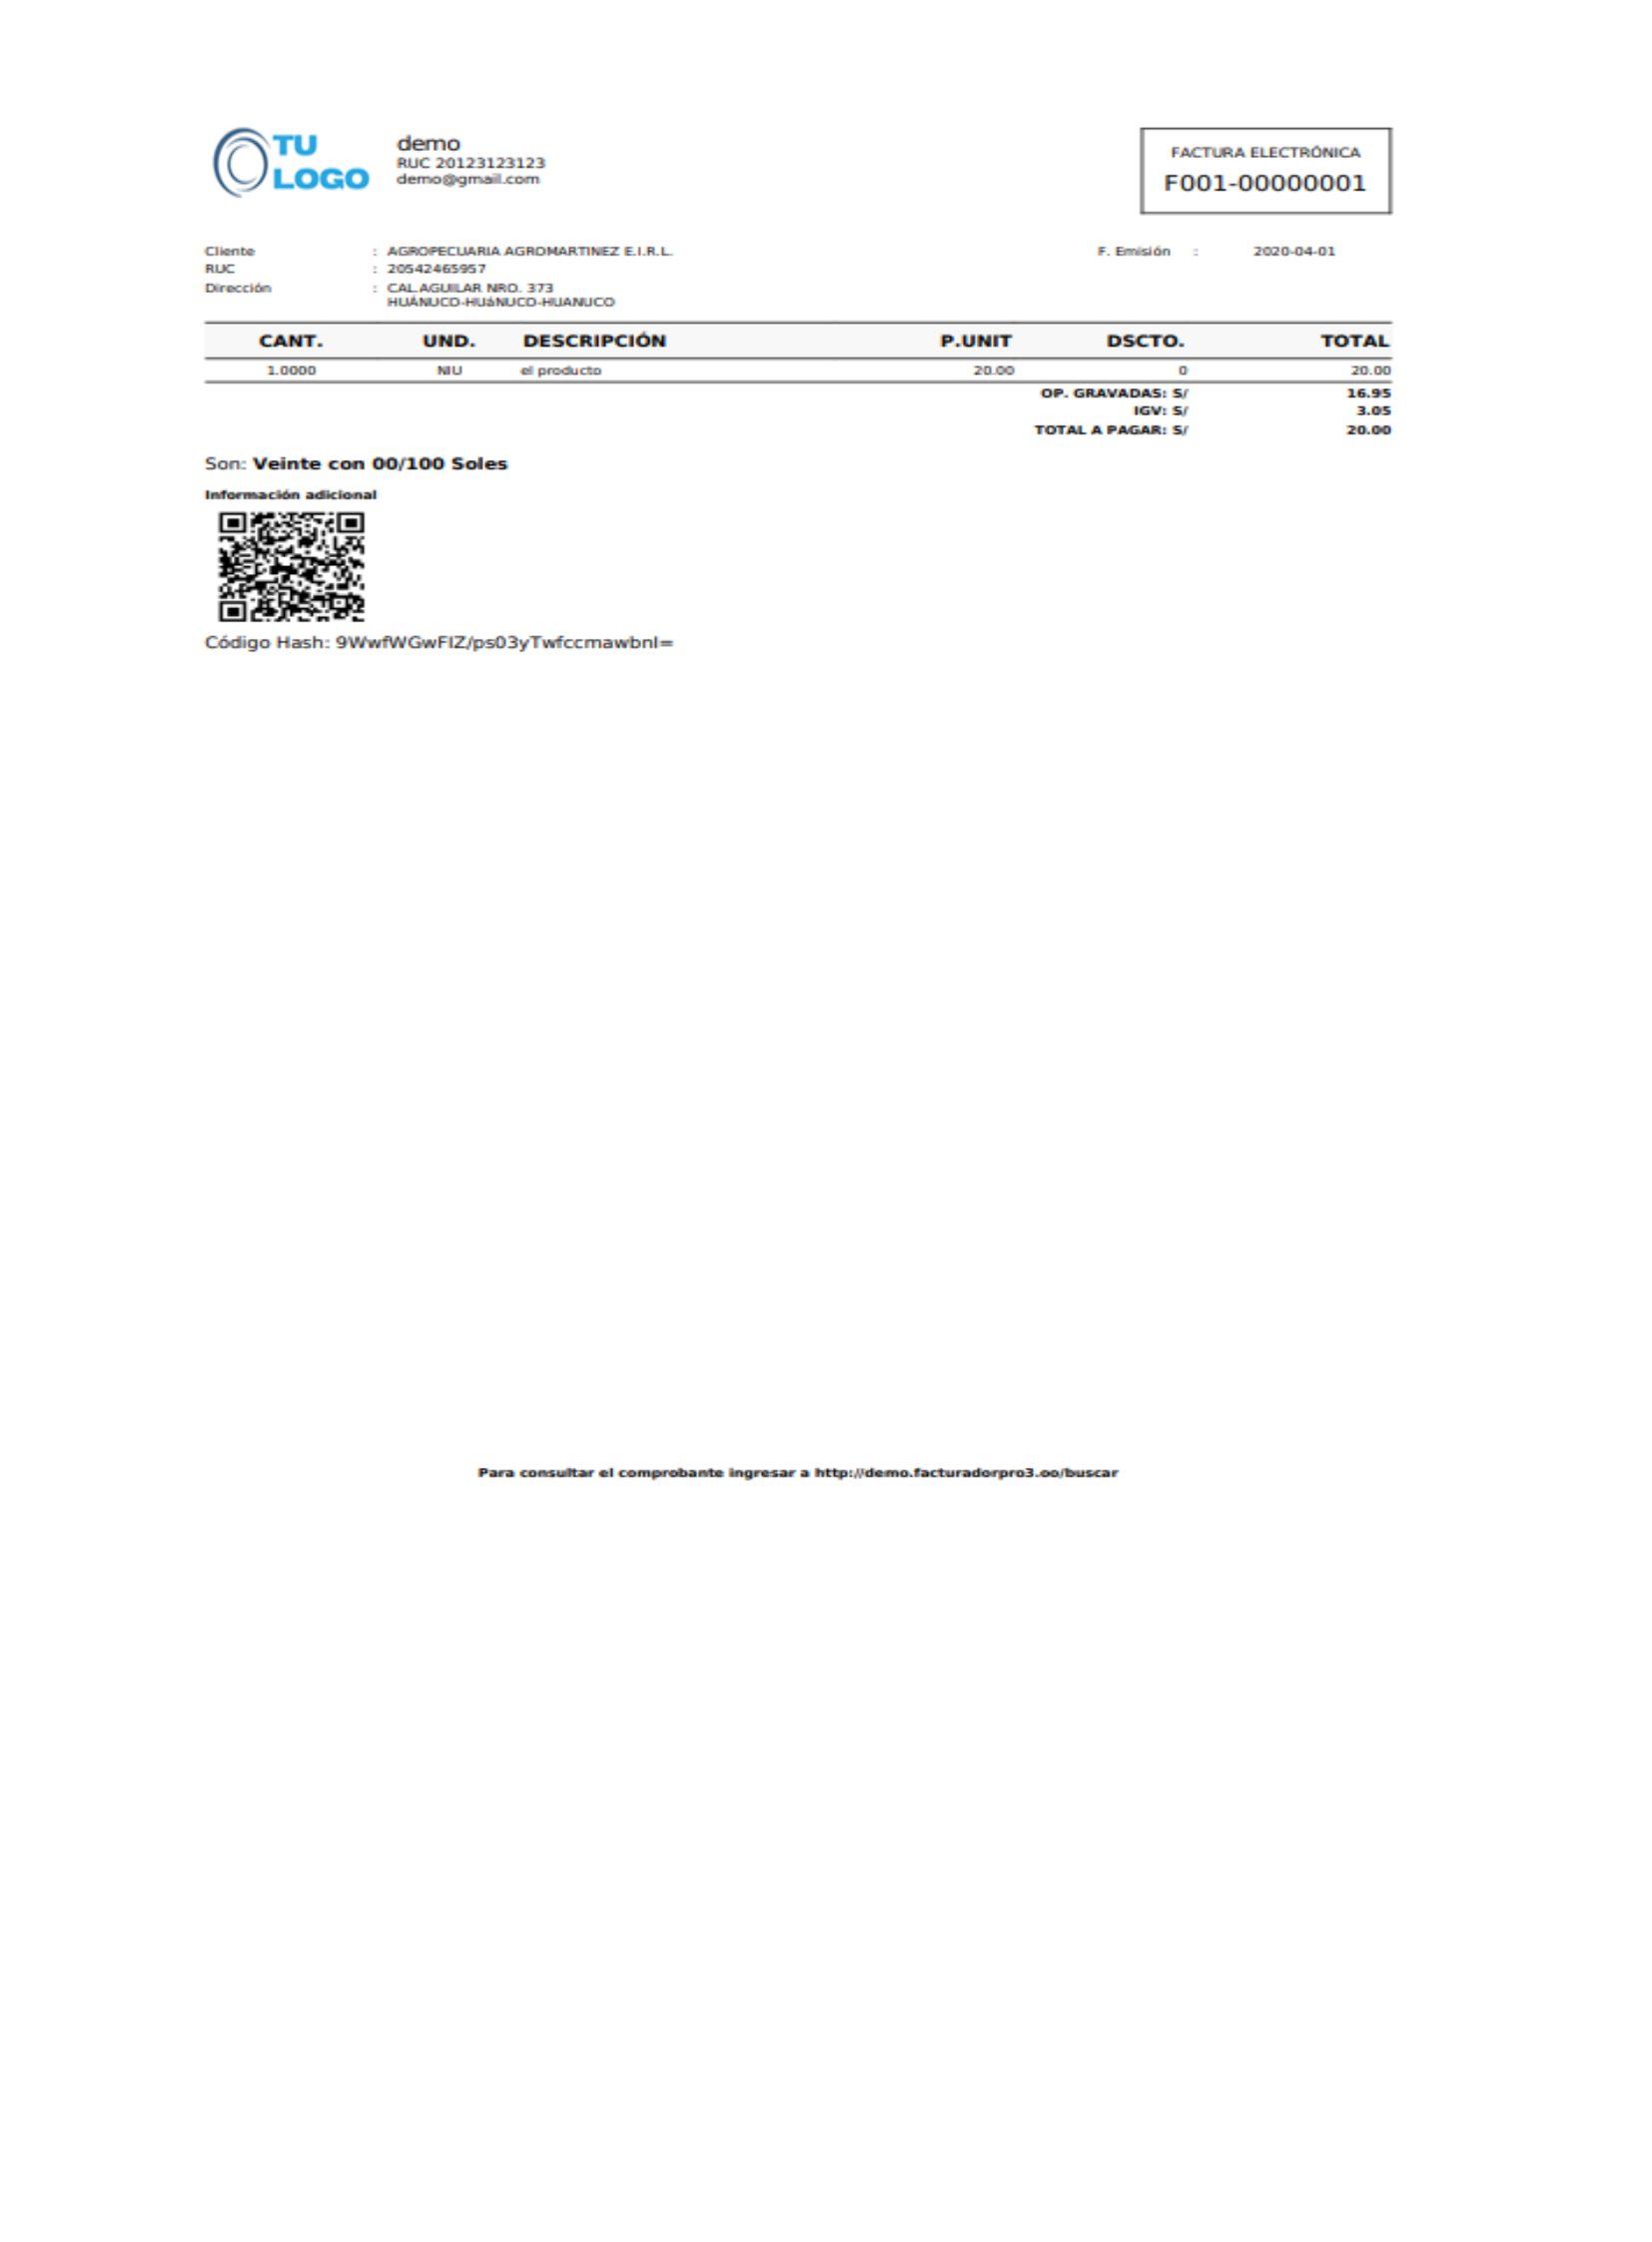 TU
LOGO
demo
RUC 20123123123
demo@gmail.com
FACTURA ELECTRÓNICA
F001-00000001
Cliente : AGROPECUARIA AGROMARTINEZ E.I.R.L. F. Emisión : 2020-04-01
RUC : 20542465957
Dirección : CAL.AGUILAR NRO. 373
HUÁNUCO-HUáNUCO-HUANUCO
CANT. UND. DESCRIPCIÓN P.UNIT DSCTO. TOTAL
1.0000 NIU el producto 20.00 0 20.00
OP. GRAVADAS: S/ 16.95
IGV: S/ 3.05
TOTAL A PAGAR: S/ 20.00
Son: Veinte con 00/100 Soles
Información adicional
Código Hash: 9WwfWGwFIZ/ps03yTwfccmawbnI=
Para consultar el comprobante ingresar a http://demo.facturadorpro3.oo/buscar